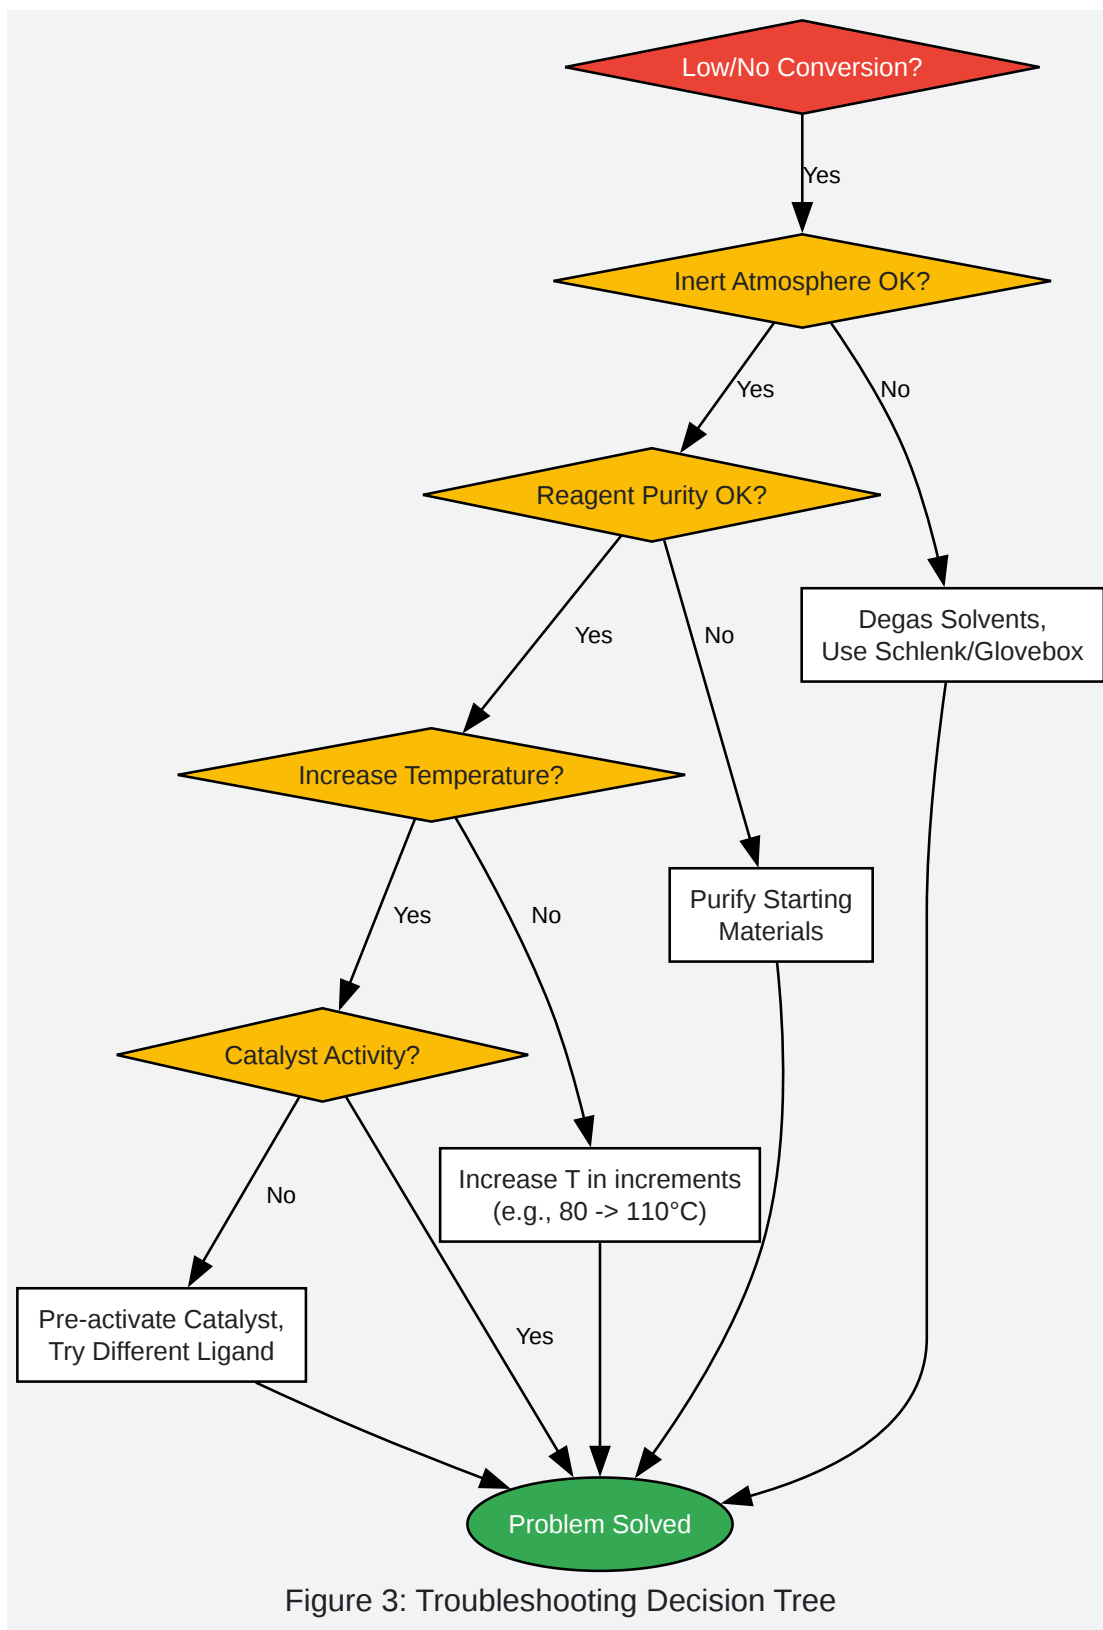 Low/No Conversion?
Yes
Inert Atmosphere OK?
Yes
No
Reagent Purity OK?
Degas Solvents,
Use Schlenk/Glovebox
Yes
No
Increase Temperature?
Purify Starting
Materials
Yes
No
Catalyst Activity?
Increase T in increments
(e.g., 80 -> 110°C)
No
Pre-activate Catalyst,
Try Different Ligand
Yes
Problem Solved
Figure 3: Troubleshooting Decision Tree